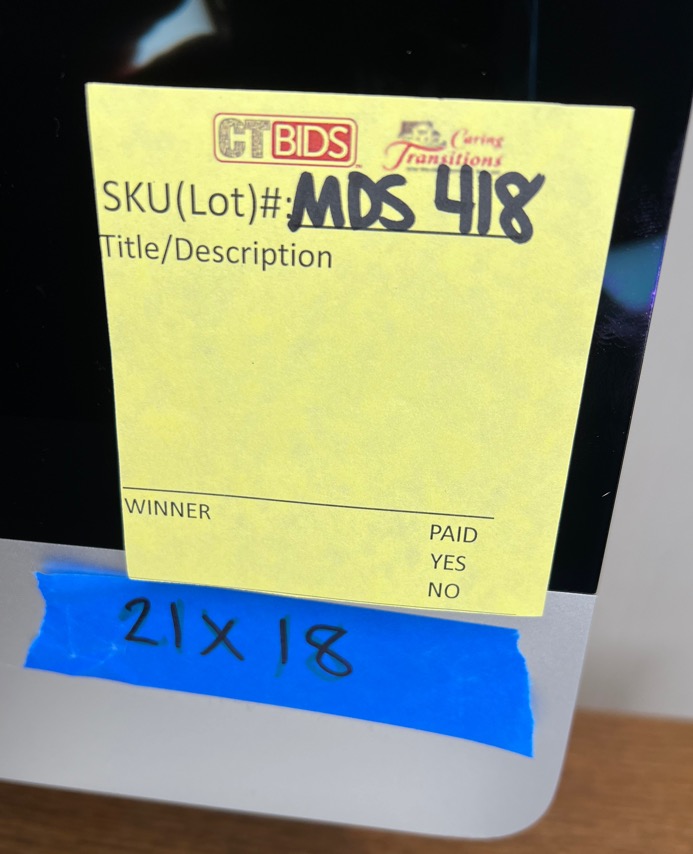 CTBIDS
Caring
Transitions
SKU(Lot)#: MDS 418
Title/Description
WINNER
PAID
YES
NO
21 X 18